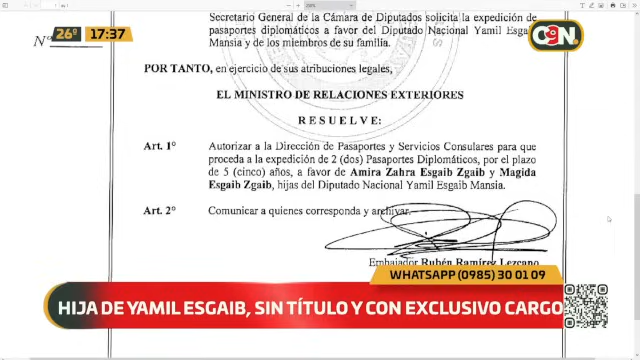 Secretario General de la Cámara de Diputados solicita la expedición de
pasaportes diplomáticos a favor del Diputado Nacional Yamil Esgaib
Mansia y de los miembros de su familia.
N°
26°
17:37
C9N
POR TANTO, en ejercicio de sus atribuciones legales,
EL MINISTRO DE RELACIONES EXTERIORES
RESUELVE:
Art. 1° Autorizar a la Dirección de Pasaportes y Servicios Consulares para que
proceda a la expedición de 2 (dos) Pasaportes Diplomáticos, por el plazo
de 5 (cinco) años, a favor de Amira Zahra Esgaib Zgaib y Magida
Esgaib Zgaib, hijas del Diputado Nacional Yamil Esgaib Mansia.
Art. 2° Comunicar a quienes corresponda y archivar.
Embajador Rubén Ramírez Lezcano
WHATSAPP (0985) 30 01 09
HIJA DE YAMIL ESGAIB, SIN TÍTULO Y CON EXCLUSIVO CARGO